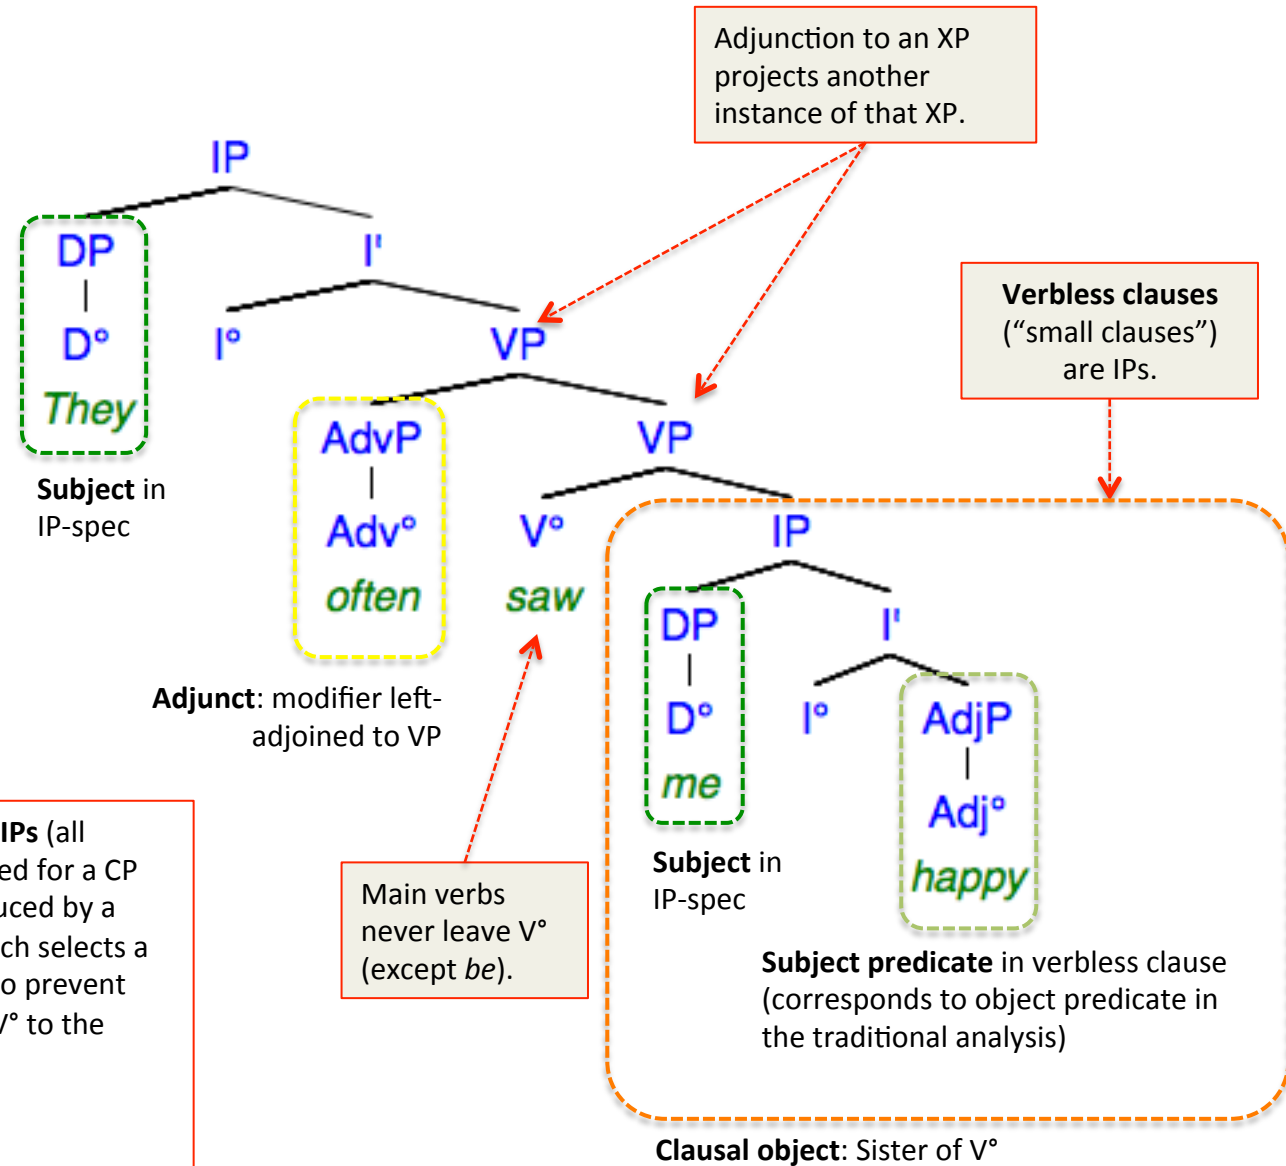 Adjunction to an XP
projects another
instance of that XP.
IP
DP
I'
Verbless clauses
(“small clauses”)
are IPs.
D°
I°
VP
They
AdvP
VP
Subject in
IP-spec
Adv°
V°
IP
often
saw
DP
I'
Adjunct: modifier left-
adjoined to VP
D°
I°
AdjP
me
Adj°
happy
IPs (all
ed for a CP
uced by a
ch selects a
o prevent
V° to the
Main verbs
never leave V°
(except be).
Subject in
IP-spec
Subject predicate in verbless clause
(corresponds to object predicate in
the traditional analysis)
Clausal object: Sister of V°